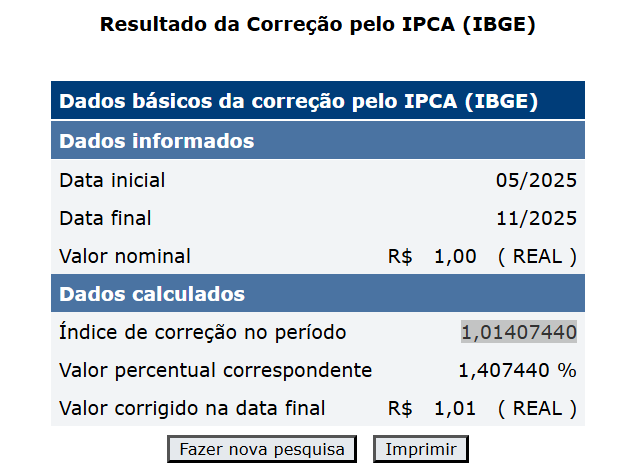 Resultado da Correção pelo IPCA (IBGE)
Dados básicos da correção pelo IPCA (IBGE)
Dados informados
Data inicial 05/2025
Data final 11/2025
Valor nominal R$ 1,00 ( REAL )
Dados calculados
Índice de correção no período 1,01407440
Valor percentual correspondente 1,407440 %
Valor corrigido na data final R$ 1,01 ( REAL )
Fazer nova pesquisa Imprimir